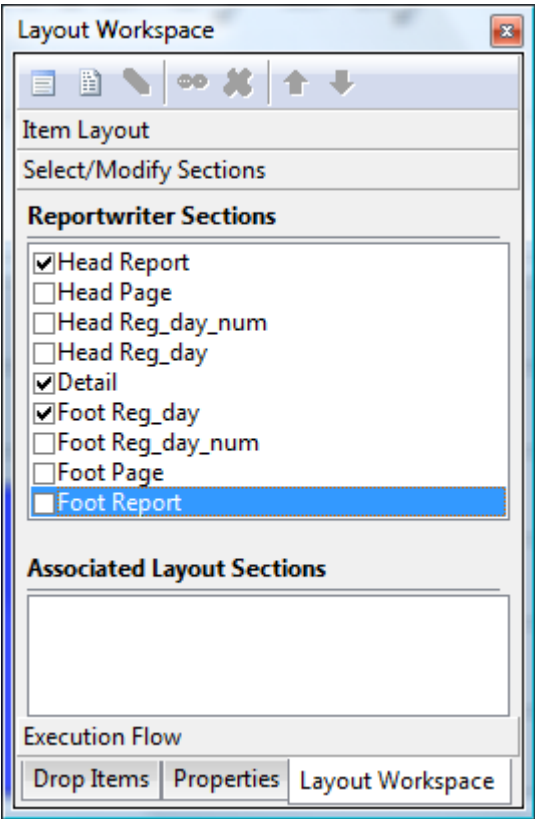 Layout Workspace
Item Layout
Select/Modify Sections
Reportwriter Sections
Head Report
Head Page
Head Reg_day_num
Head Reg_day
Detail
Foot Reg_day
Foot Reg_day_num
Foot Page
Foot Report
Associated Layout Sections
Execution Flow
Drop Items Properties Layout Workspace